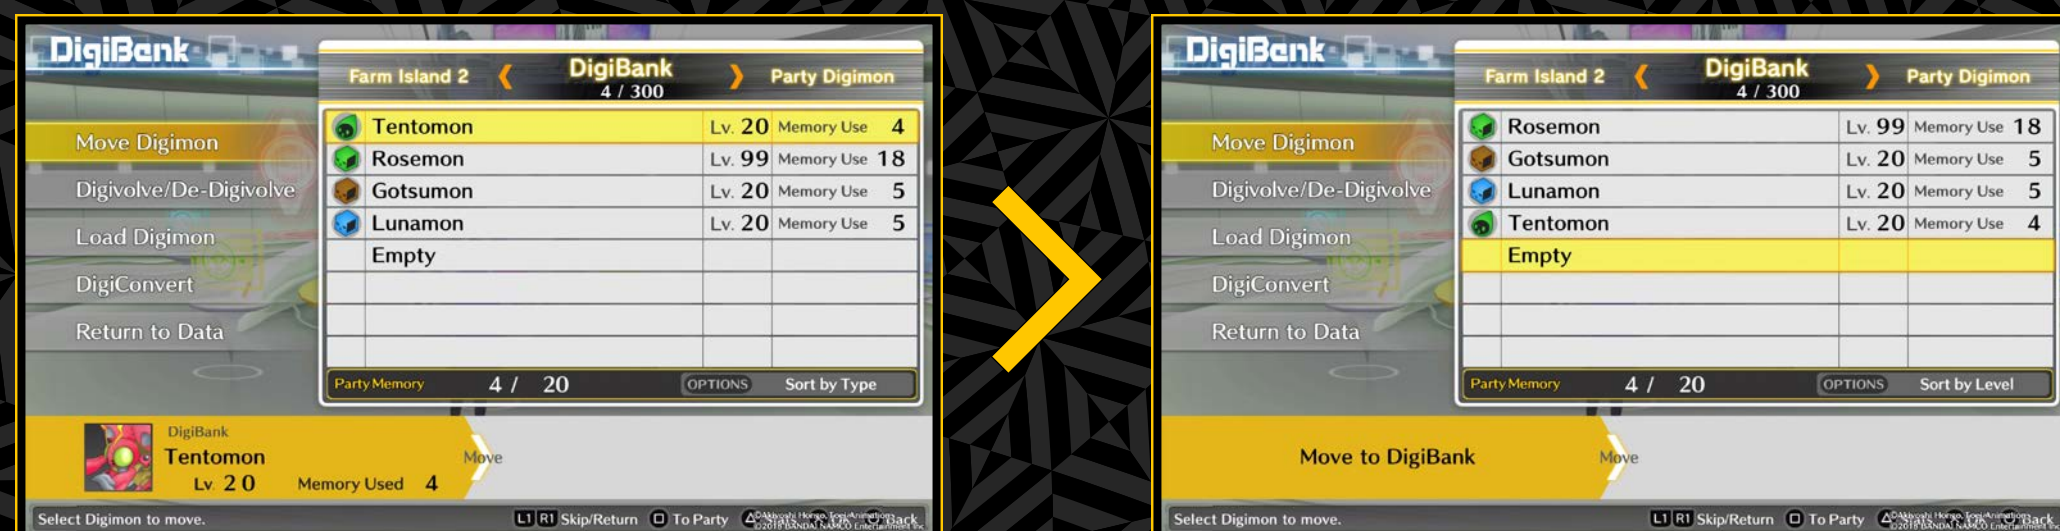 DigiBank
Farm Island 2 DigiBank Party Digimon
4 / 300
Move Digimon
Digivolve/De-Digivolve
Load Digimon
DigiConvert
Return to Data
Tentomon Lv. 20 Memory Use 4
Rosemon Lv. 99 Memory Use 18
Gotsumon Lv. 20 Memory Use 5
Lunamon Lv. 20 Memory Use 5
Empty
Party Memory 4 / 20 OPTIONS Sort by Type
DigiBank
Tentomon
Lv. 20 Memory Used 4
Move
Select Digimon to move. L1 R1 Skip/Return To Party Back
DigiBank
Farm Island 2 DigiBank Party Digimon
4 / 300
Move Digimon
Digivolve/De-Digivolve
Load Digimon
DigiConvert
Return to Data
Rosemon Lv. 99 Memory Use 18
Gotsumon Lv. 20 Memory Use 5
Lunamon Lv. 20 Memory Use 5
Tentomon Lv. 20 Memory Use 4
Empty
Party Memory 4 / 20 OPTIONS Sort by Level
Move to DigiBank Move
Select Digimon to move. L1 R1 Skip/Return To Party Back